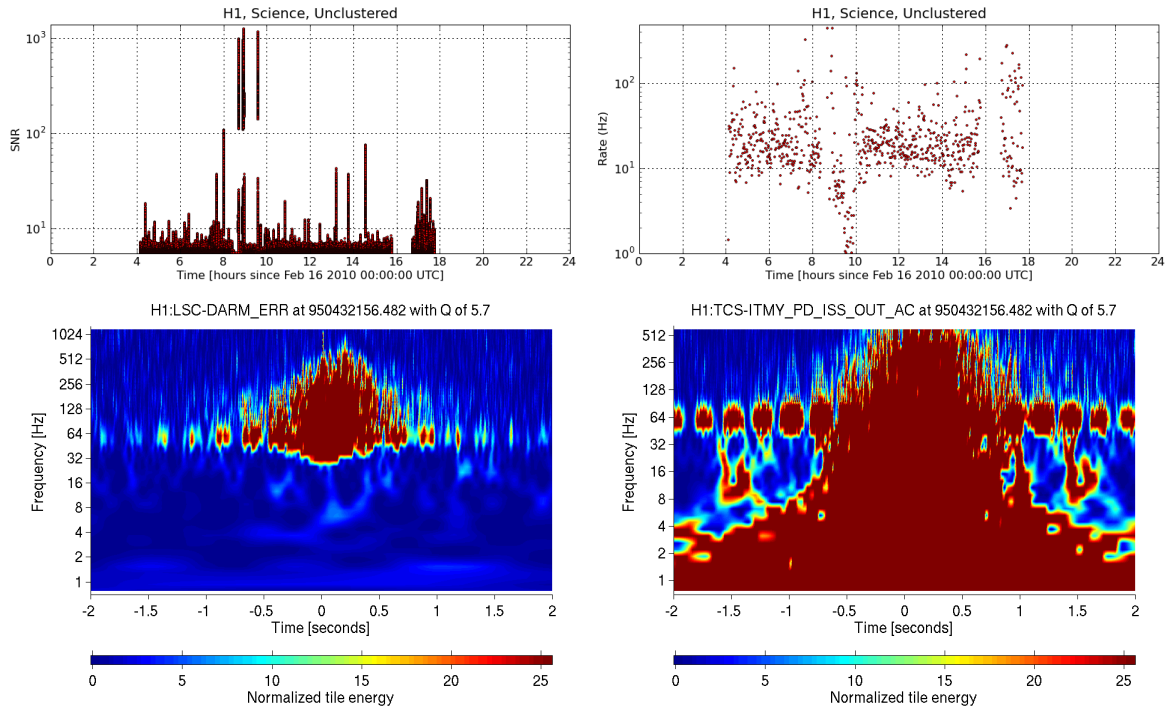 H1, Science, Unclustered
SNR
10³
10²
10¹
0 2 4 6 8 10 12 14 16 18 20 22 24
Time [hours since Feb 16 2010 00:00:00 UTC]
H1, Science, Unclustered
Rate (Hz)
10²
10¹
10⁰
0 2 4 6 8 10 12 14 16 18 20 22 24
Time [hours since Feb 16 2010 00:00:00 UTC]
H1:LSC-DARM_ERR at 950432156.482 with Q of 5.7
Frequency [Hz]
1024
512
256
128
64
32
16
8
4
2
1
-2 -1.5 -1 -0.5 0 0.5 1 1.5 2
Time [seconds]
0 5 10 15 20 25
Normalized tile energy
H1:TCS-ITMY_PD_ISS_OUT_AC at 950432156.482 with Q of 5.7
Frequency [Hz]
512
256
128
64
32
16
8
4
2
1
-2 -1.5 -1 -0.5 0 0.5 1 1.5 2
Time [seconds]
0 5 10 15 20 25
Normalized tile energy